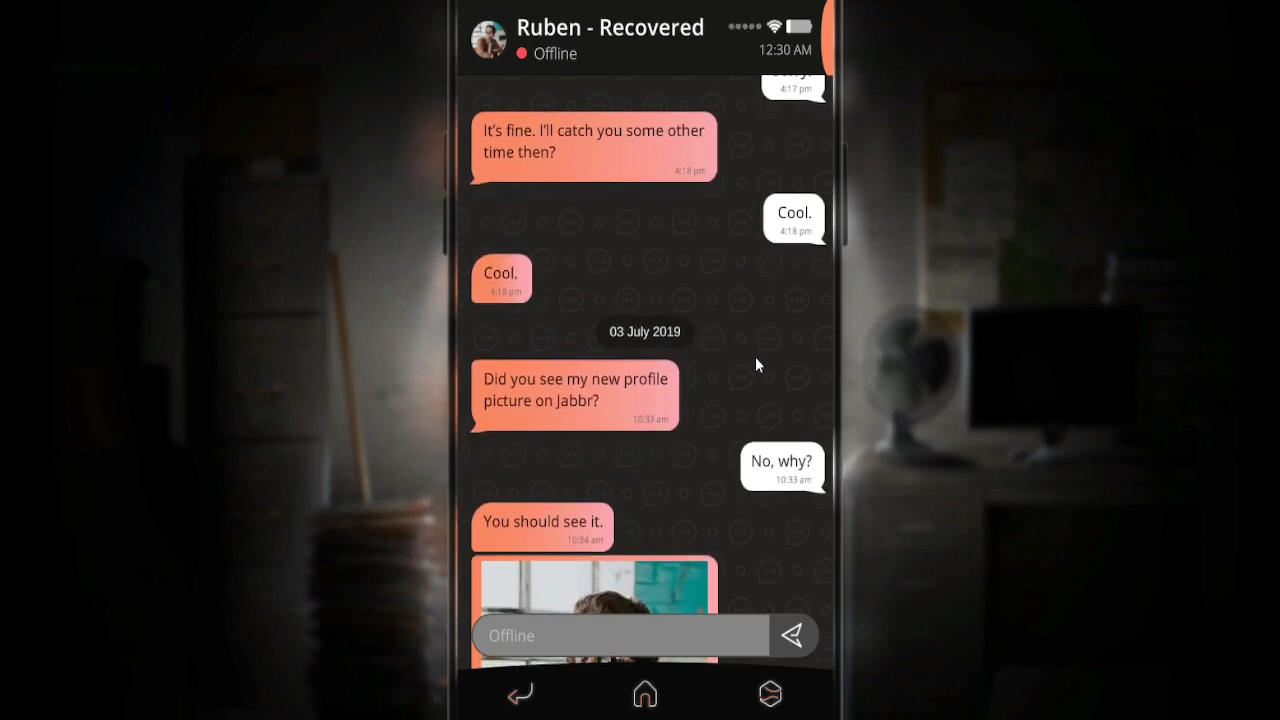 Ruben - Recovered
Offline
12:30 AM
4:17 pm
It's fine. I'll catch you some other
time then?
4:18 pm
Cool.
4:18 pm
Cool.
4:18 pm
03 July 2019
Did you see my new profile
picture on Jabbr?
10:33 am
No, why?
10:33 am
You should see it.
10:34 am
Offline